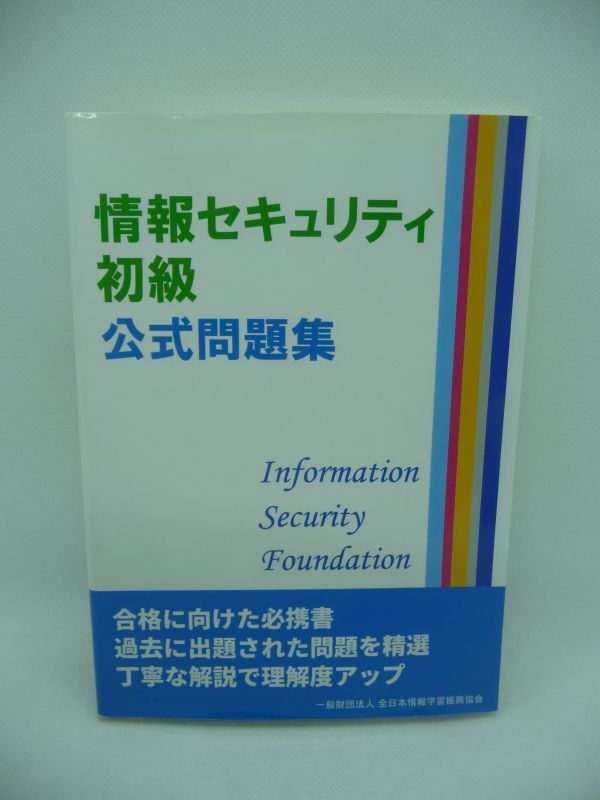 情報セキュリティ
初級
公式問題集
Information
Security
Foundation
合格に向けた必携書
過去に出題された問題を精選
丁寧な解説で理解度アップ
一般財団法人 全日本情報学習振興協会